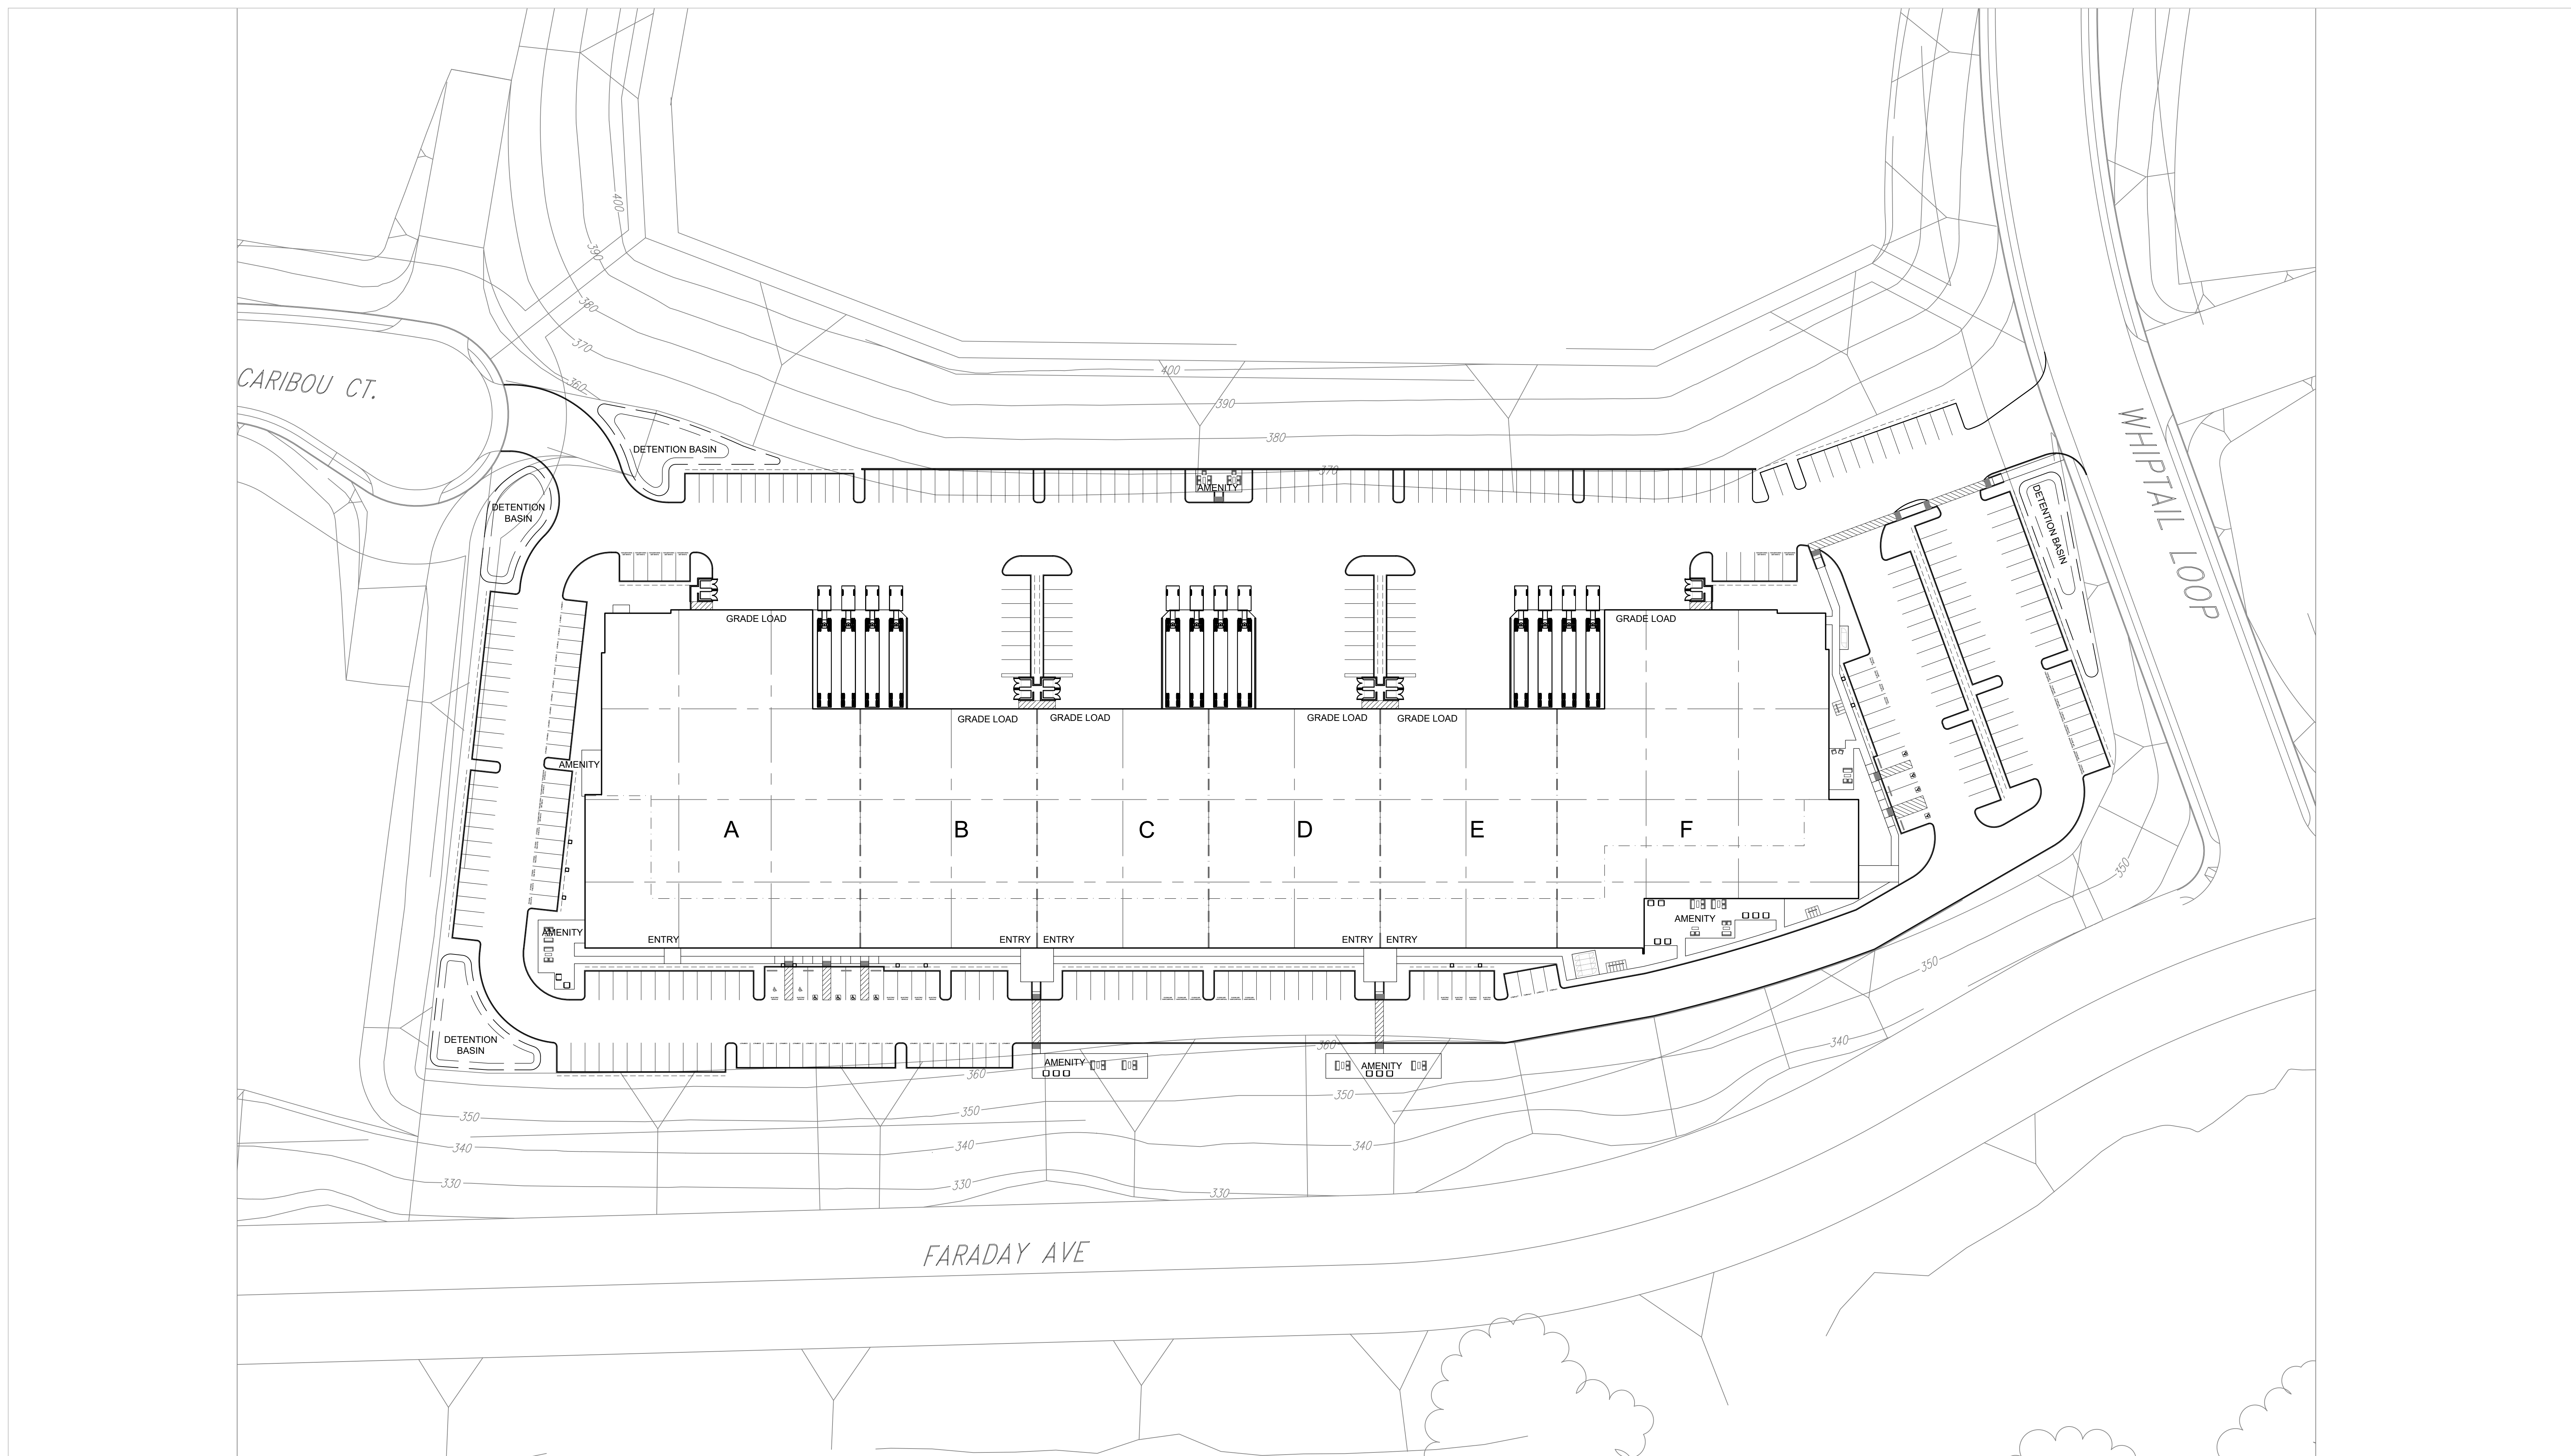 400
390
380
370
360
CARIBOU CT.
400
390
380
370
WHIPTAIL LOOP
DETENTION BASIN
AMENITY
DETENTION
BASIN
DETENTION BASIN
GRADE LOAD
GRADE LOAD
GRADE LOAD
GRADE LOAD
GRADE LOAD
GRADE LOAD
AMENITY
A
B
C
D
E
F
350
AMENITY
AMENITY
ENTRY
ENTRY
ENTRY
ENTRY
ENTRY
350
DETENTION
BASIN
360
340
AMENITY
AMENITY
360
350
350
350
340
340
340
330
330
330
FARADAY AVE